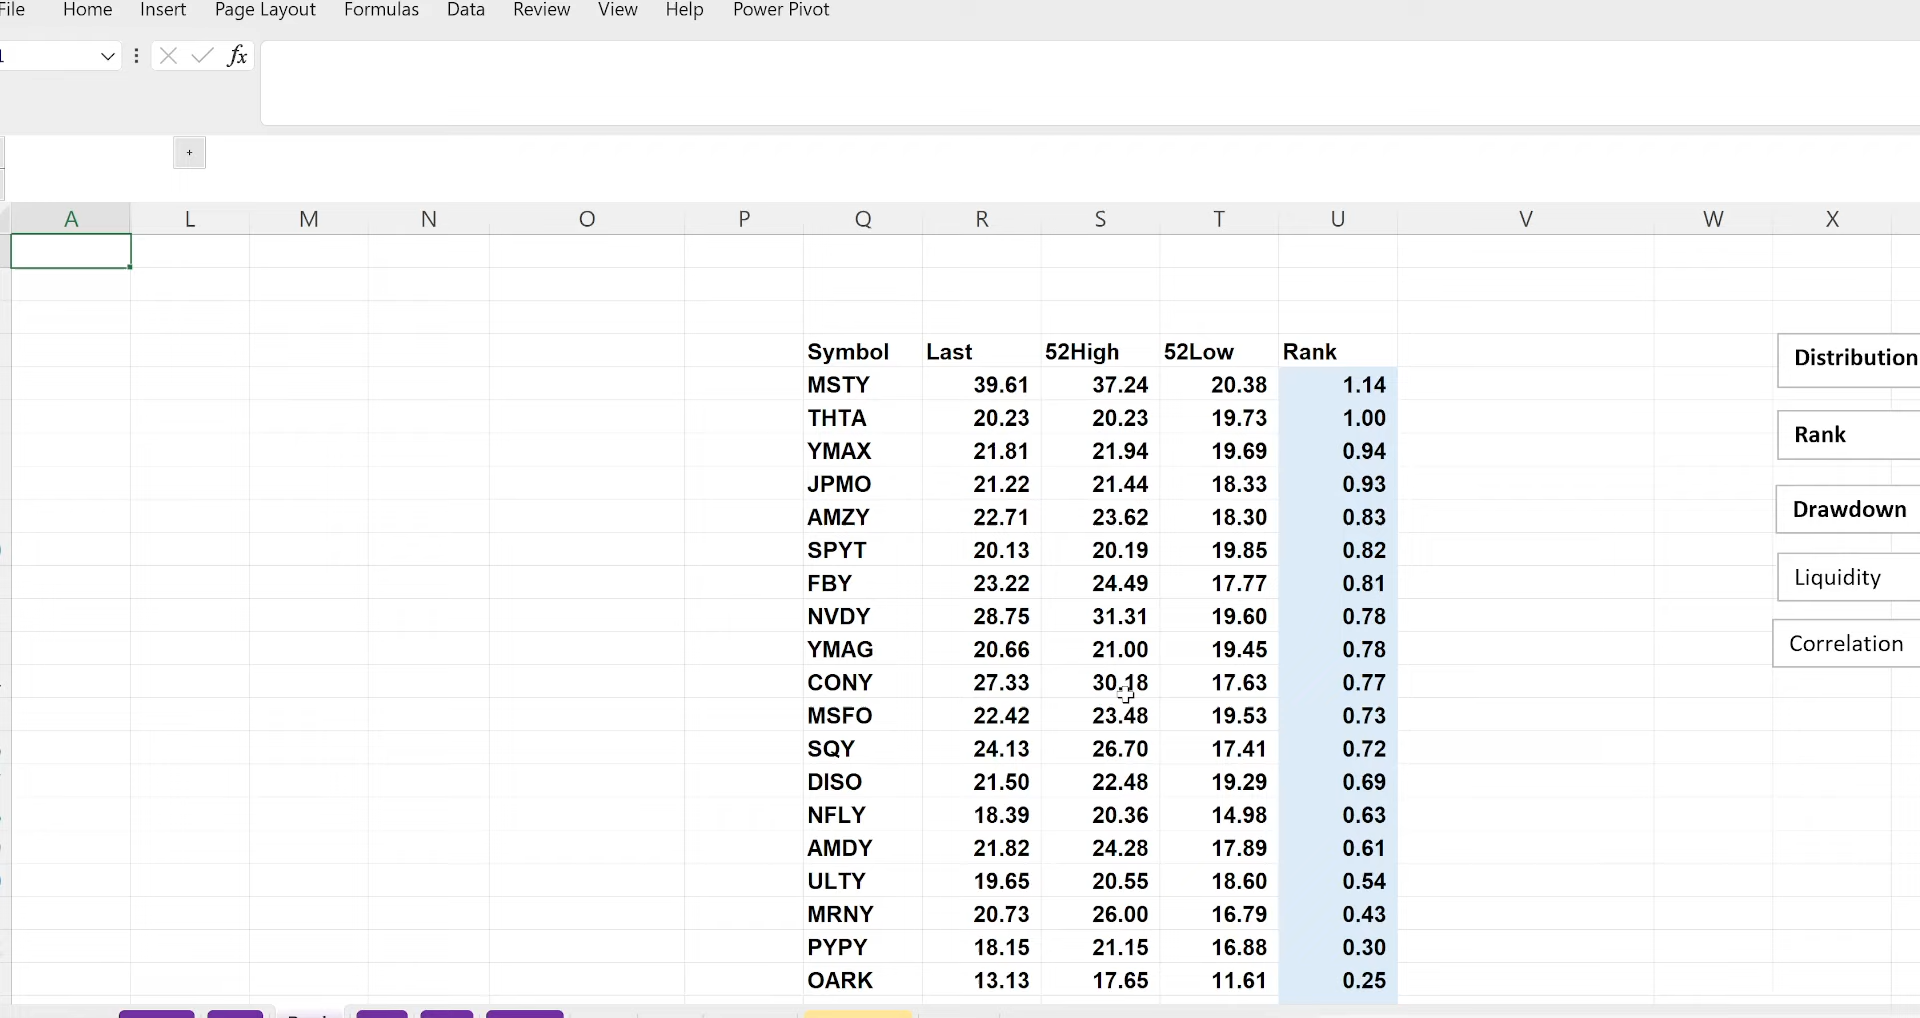 File Home Insert Page Layout Formulas Data Review View Help Power Pivot
fx
+
A L M N O P Q R S T U V W X
Symbol Last 52High 52Low Rank
MSTY 39.61 37.24 20.38 1.14
THTA 20.23 20.23 19.73 1.00
YMAX 21.81 21.94 19.69 0.94
JPMO 21.22 21.44 18.33 0.93
AMZY 22.71 23.62 18.30 0.83
SPYT 20.13 20.19 19.85 0.82
FBY 23.22 24.49 17.77 0.81
NVDY 28.75 31.31 19.60 0.78
YMAG 20.66 21.00 19.45 0.78
CONY 27.33 30.18 17.63 0.77
MSFO 22.42 23.48 19.53 0.73
SQY 24.13 26.70 17.41 0.72
DISO 21.50 22.48 19.29 0.69
NFLY 18.39 20.36 14.98 0.63
AMDY 21.82 24.28 17.89 0.61
ULTY 19.65 20.55 18.60 0.54
MRNY 20.73 26.00 16.79 0.43
PYPY 18.15 21.15 16.88 0.30
OARK 13.13 17.65 11.61 0.25
Distribution
Rank
Drawdown
Liquidity
Correlation